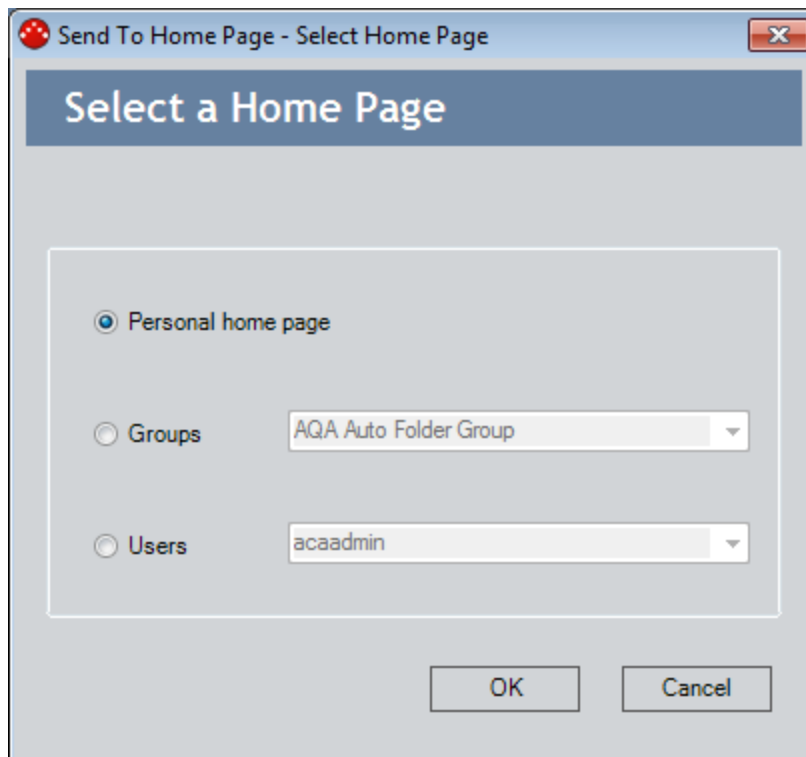 Send To Home Page - Select Home Page
Select a Home Page
Personal home page
Groups AQA Auto Folder Group
Users acaadmin
OK Cancel